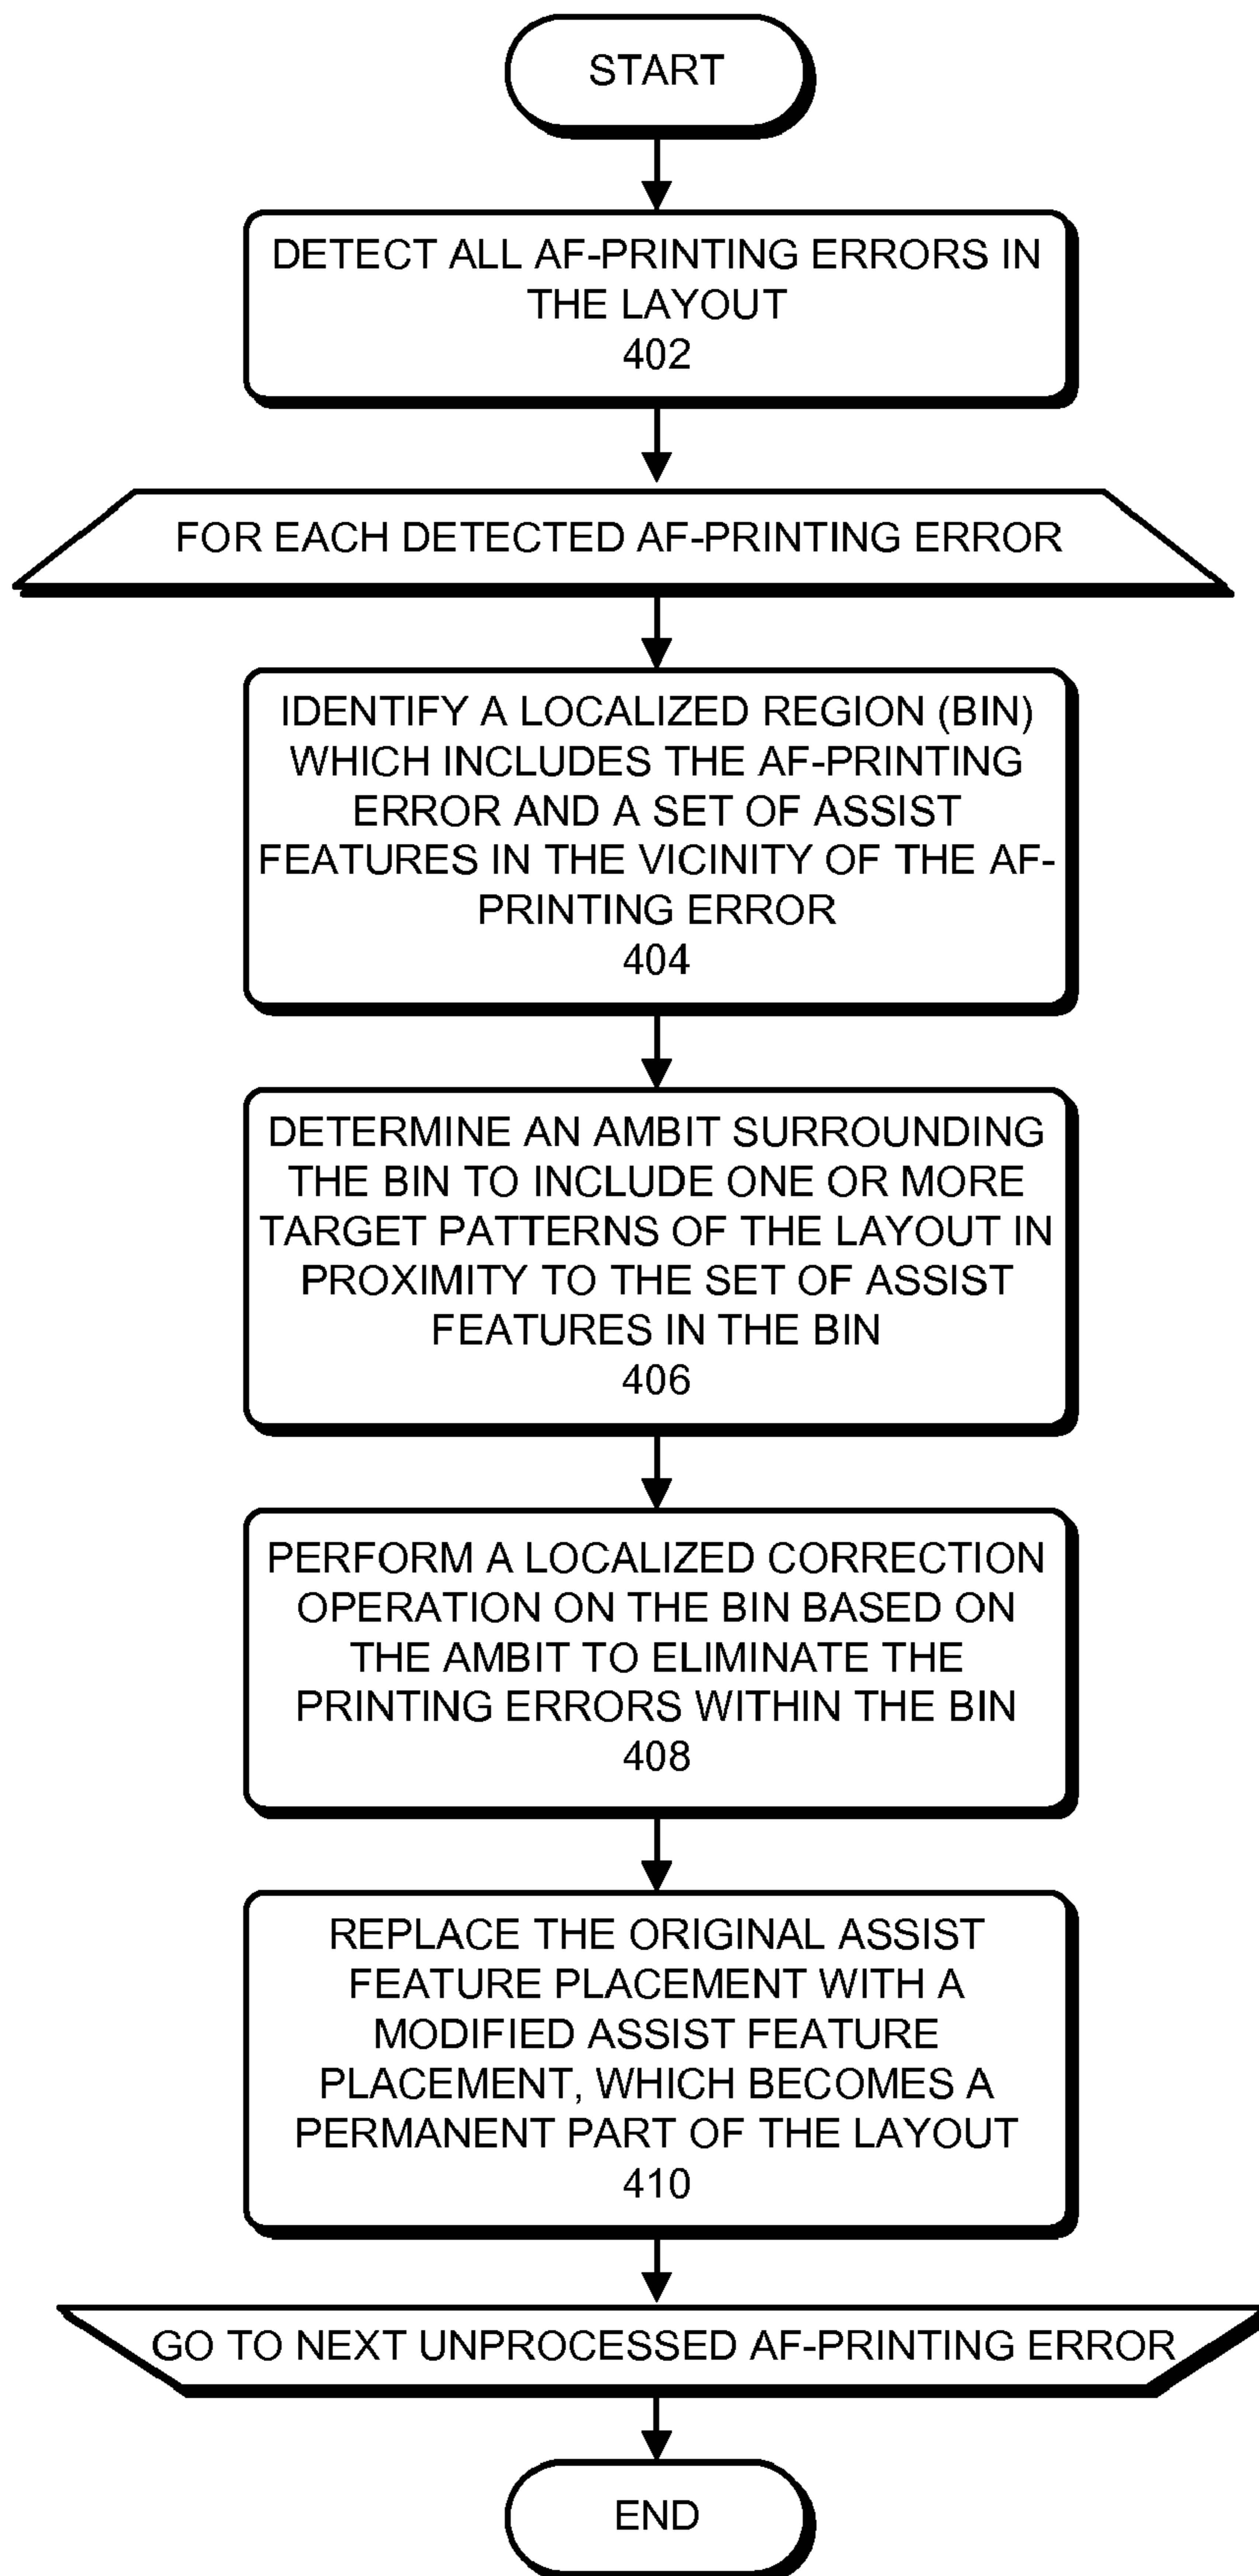 START
DETECT ALL AF-PRINTING ERRORS IN
THE LAYOUT
402
FOR EACH DETECTED AF-PRINTING ERROR
IDENTIFY A LOCALIZED REGION (BIN)
WHICH INCLUDES THE AF-PRINTING
ERROR AND A SET OF ASSIST
FEATURES IN THE VICINITY OF THE AF-
PRINTING ERROR
404
DETERMINE AN AMBIT SURROUNDING
THE BIN TO INCLUDE ONE OR MORE
TARGET PATTERNS OF THE LAYOUT IN
PROXIMITY TO THE SET OF ASSIST
FEATURES IN THE BIN
406
PERFORM A LOCALIZED CORRECTION
OPERATION ON THE BIN BASED ON
THE AMBIT TO ELIMINATE THE
PRINTING ERRORS WITHIN THE BIN
408
REPLACE THE ORIGINAL ASSIST
FEATURE PLACEMENT WITH A
MODIFIED ASSIST FEATURE
PLACEMENT, WHICH BECOMES A
PERMANENT PART OF THE LAYOUT
410
GO TO NEXT UNPROCESSED AF-PRINTING ERROR
END